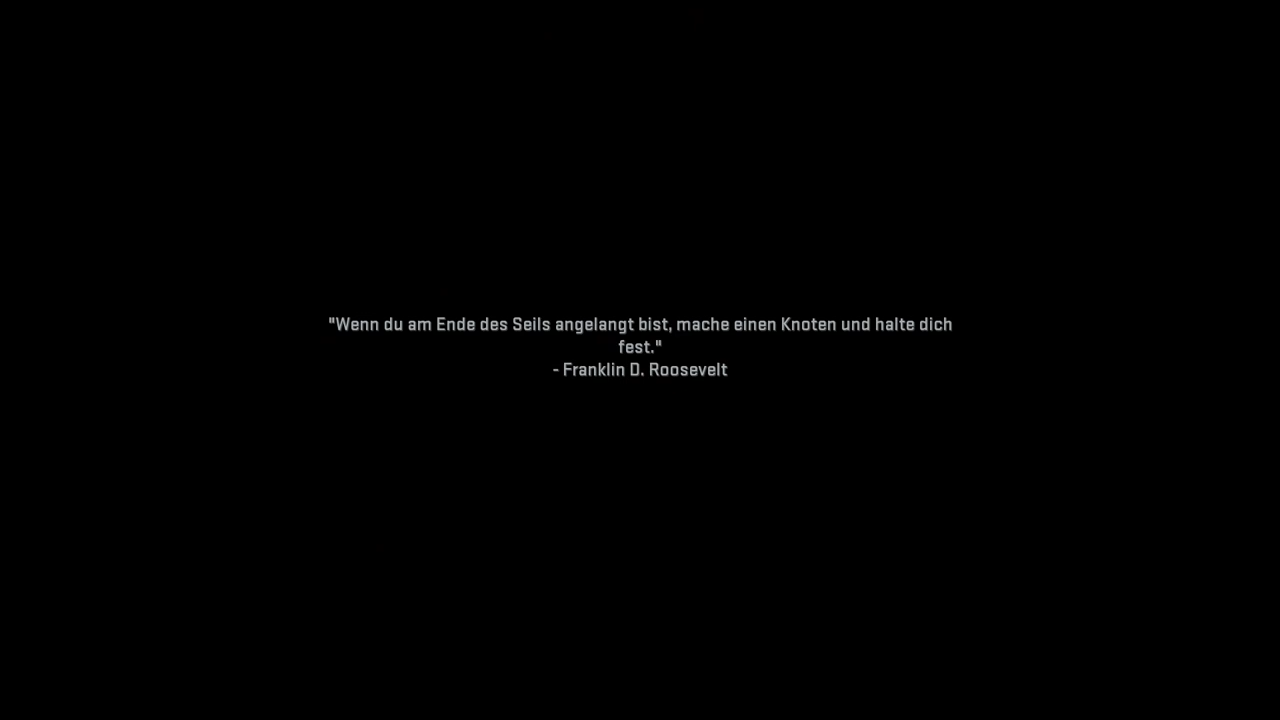 "Wenn du am Ende des Seils angelangt bist, mache einen Knoten und halte dich
fest."
- Franklin D. Roosevelt